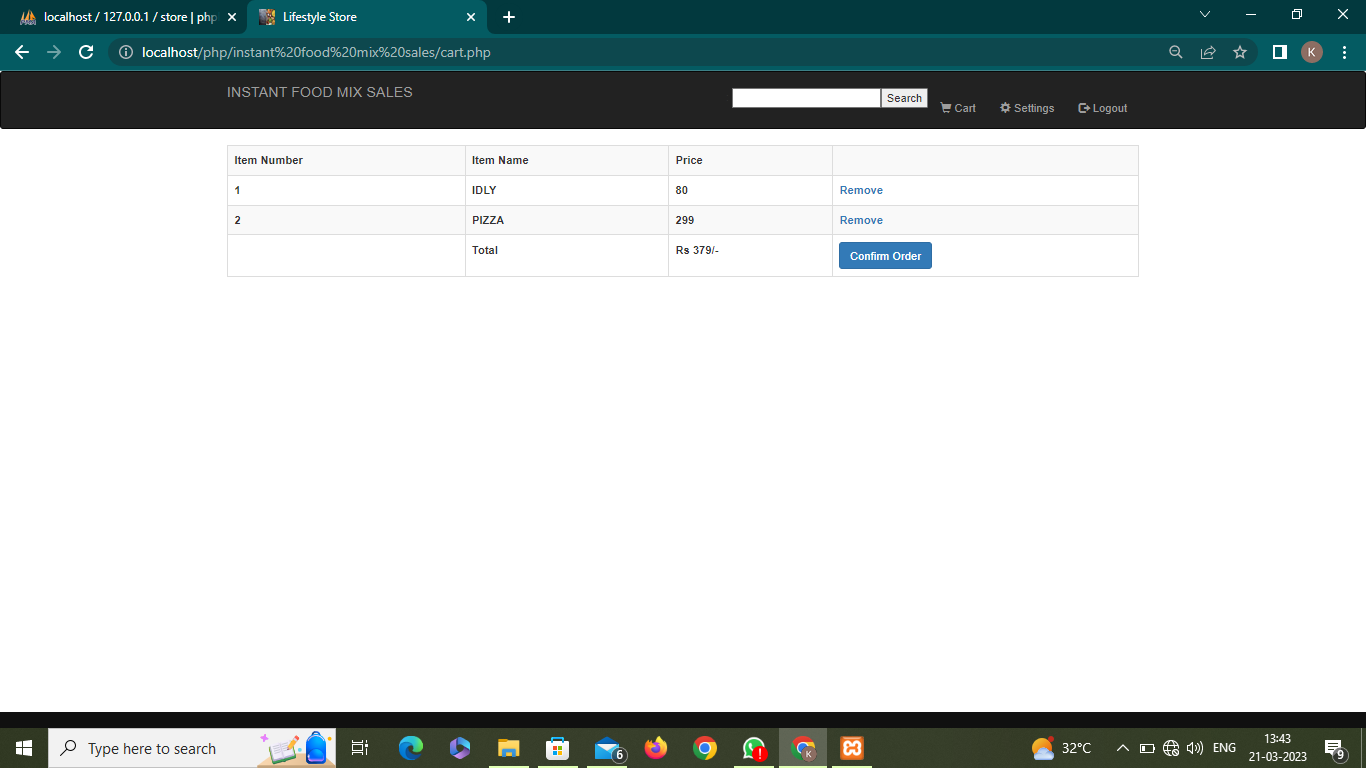 localhost / 127.0.0.1 / store | php
Lifestyle Store
localhost/php/instant%20food%20mix%20sales/cart.php
K
INSTANT FOOD MIX SALES
Search
Cart
Settings
Logout
Item Number Item Name Price
1 IDLY 80 Remove
2 PIZZA 299 Remove
Total Rs 379/- Confirm Order
Type here to search
6
K
32°C
ENG
13:43
21-03-2023
9